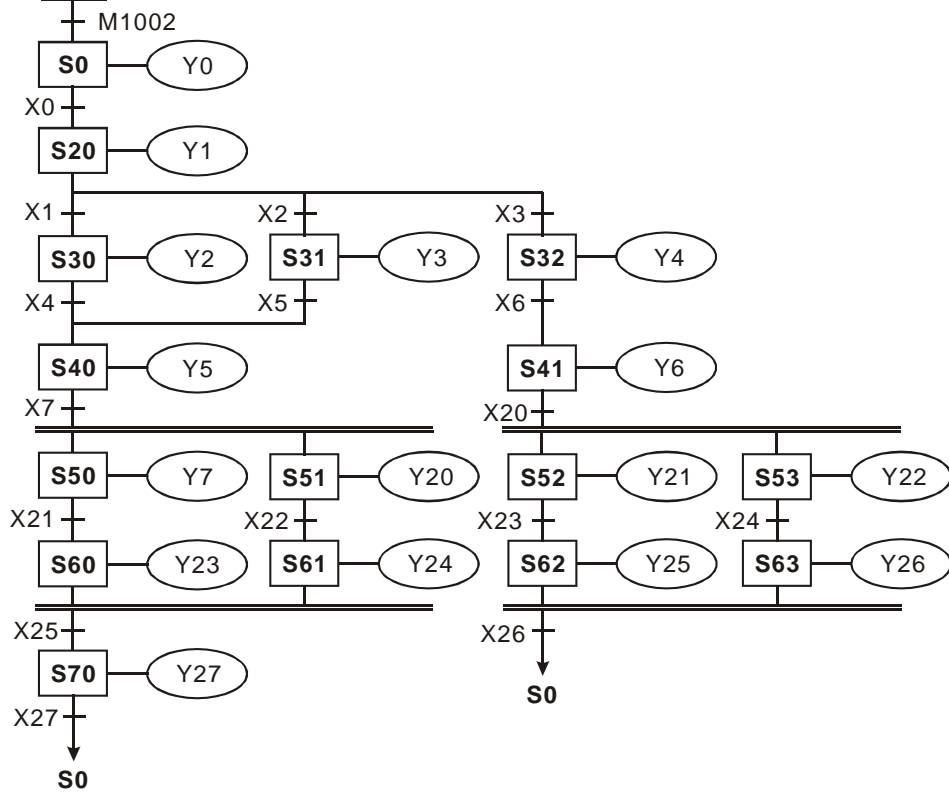 M1002
S0 Y0
X0
S20 Y1
X1 X2 X3
S30 Y2 S31 Y3 S32 Y4
X4 X5 X6
S40 Y5 S41 Y6
X7 X20
S50 Y7 S51 Y20 S52 Y21 S53 Y22
X21 X22 X23 X24
S60 Y23 S61 Y24 S62 Y25 S63 Y26
X25 X26
S70 Y27 S0
X27
S0